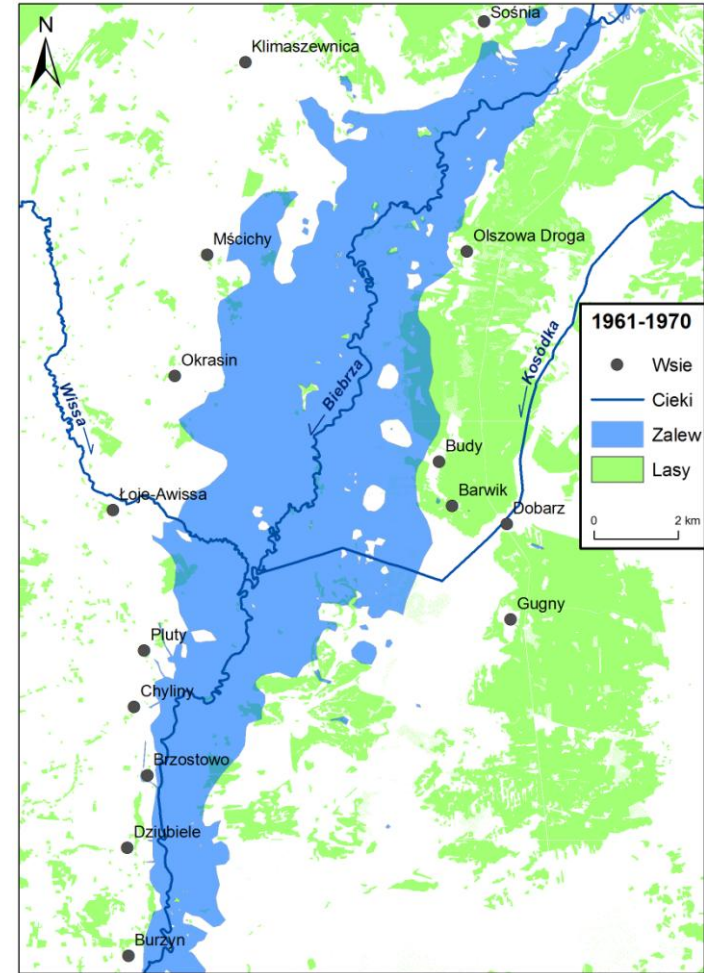 N
Sośnia
Klimaszewnica
Mścichy
Olszowa Droga
1961-1970
Wsie
Cieki
Zalew
Lasy
0 2 km
Kosódka
Okrasin
Wissa
Biebrza
Budy
Barwik
Łoje-Awissa
Dobarz
Gugny
Pluty
Chyliny
Brzostowo
Dziubiele
Burzyn